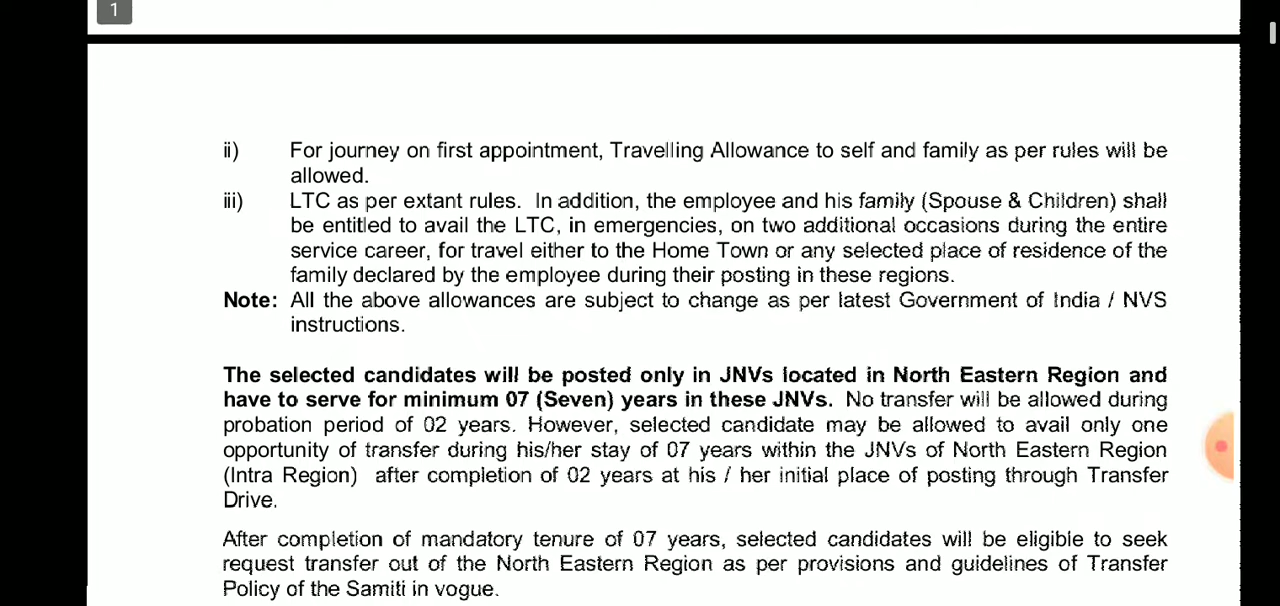 1
ii) For journey on first appointment, Travelling Allowance to self and family as per rules will be
allowed.
iii) LTC as per extant rules. In addition, the employee and his family (Spouse & Children) shall
be entitled to avail the LTC, in emergencies, on two additional occasions during the entire
service career, for travel either to the Home Town or any selected place of residence of the
family declared by the employee during their posting in these regions.
Note: All the above allowances are subject to change as per latest Government of India / NVS
instructions.
The selected candidates will be posted only in JNVs located in North Eastern Region and
have to serve for minimum 07 (Seven) years in these JNVs. No transfer will be allowed during
probation period of 02 years. However, selected candidate may be allowed to avail only one
opportunity of transfer during his/her stay of 07 years within the JNVs of North Eastern Region
(Intra Region) after completion of 02 years at his / her initial place of posting through Transfer
Drive.
After completion of mandatory tenure of 07 years, selected candidates will be eligible to seek
request transfer out of the North Eastern Region as per provisions and guidelines of Transfer
Policy of the Samiti in vogue.